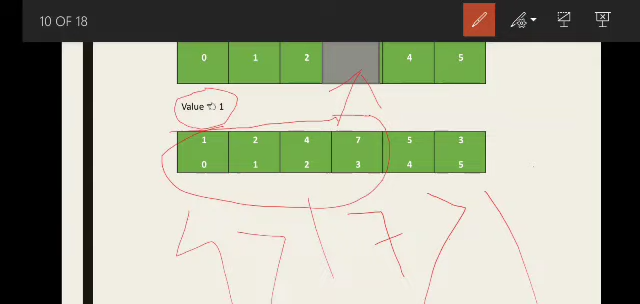 10 OF 18
0 1 2 4 5
Value 1
1 2 4 7 5 3
0 1 2 3 4 5